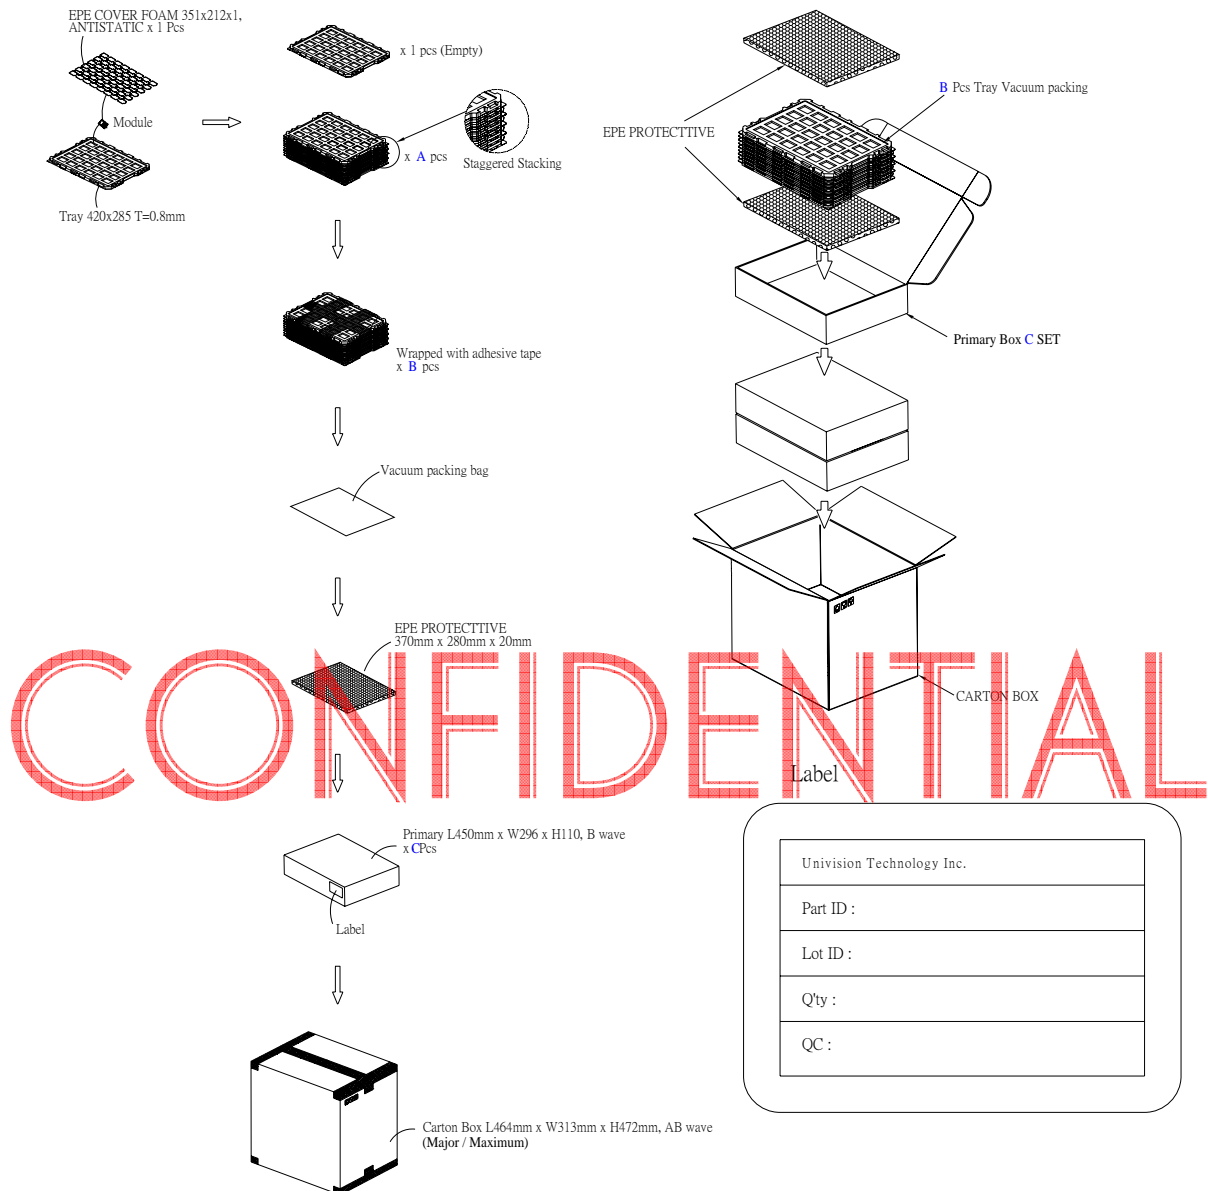 EPE COVER FOAM 351x212x1,
ANTISTATIC x 1 Pcs
Module
Tray 420x285 T=0.8mm
x 1 pcs (Empty)
x A pcs
Staggered Stacking
Wrapped with adhesive tape
x B pcs
Vacuum packing bag
EPE PROTECTTIVE
370mm x 280mm x 20mm
Primary L450mm x W296 x H110, B wave
x C Pcs
Label
Carton Box L464mm x W313mm x H472mm, AB wave
(Major / Maximum)
B Pcs Tray Vacuum packing
EPE PROTECTTIVE
Primary Box C SET
CARTON BOX
CONFIDENTIAL
Label
Univision Technology Inc.
Part ID :
Lot ID :
Q'ty :
QC :